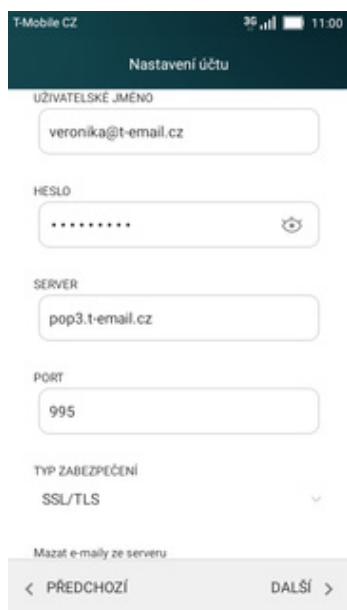 T-Mobile CZ 3G 11:00
Nastavení účtu
UŽIVATELSKÉ JMÉNO
veronika@t-email.cz
HESLO
•••••••••
SERVER
pop3.t-email.cz
PORT
995
TYP ZABEZPEČENÍ
SSL/TLS
Mazat e-maily ze serveru
< PŘEDCHOZÍ DALŠÍ >